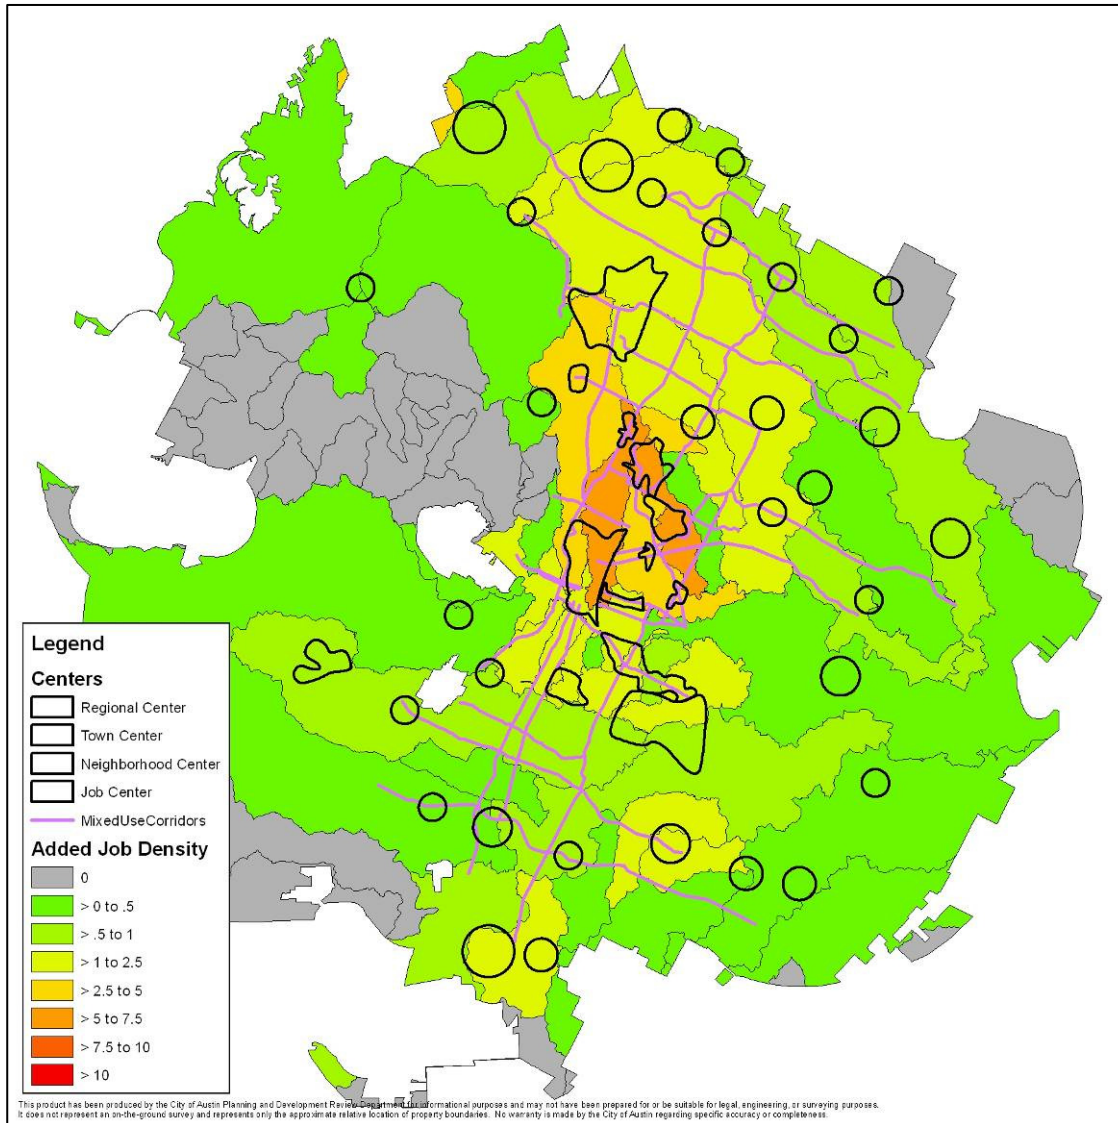 Legend
Centers
Regional Center
Town Center
Neighborhood Center
Job Center
MixedUseCorridors
Added Job Density
0
> 0 to .5
> .5 to 1
> 1 to 2.5
> 2.5 to 5
> 5 to 7.5
> 7.5 to 10
> 10
This product has been produced by the City of Austin Planning and Development Review Department for informational purposes and may not have been prepared for or be suitable for legal, engineering, or surveying purposes.
It does not represent an on-the-ground survey and represents only the approximate relative location of property boundaries. No warranty is made by the City of Austin regarding specific accuracy or completeness.